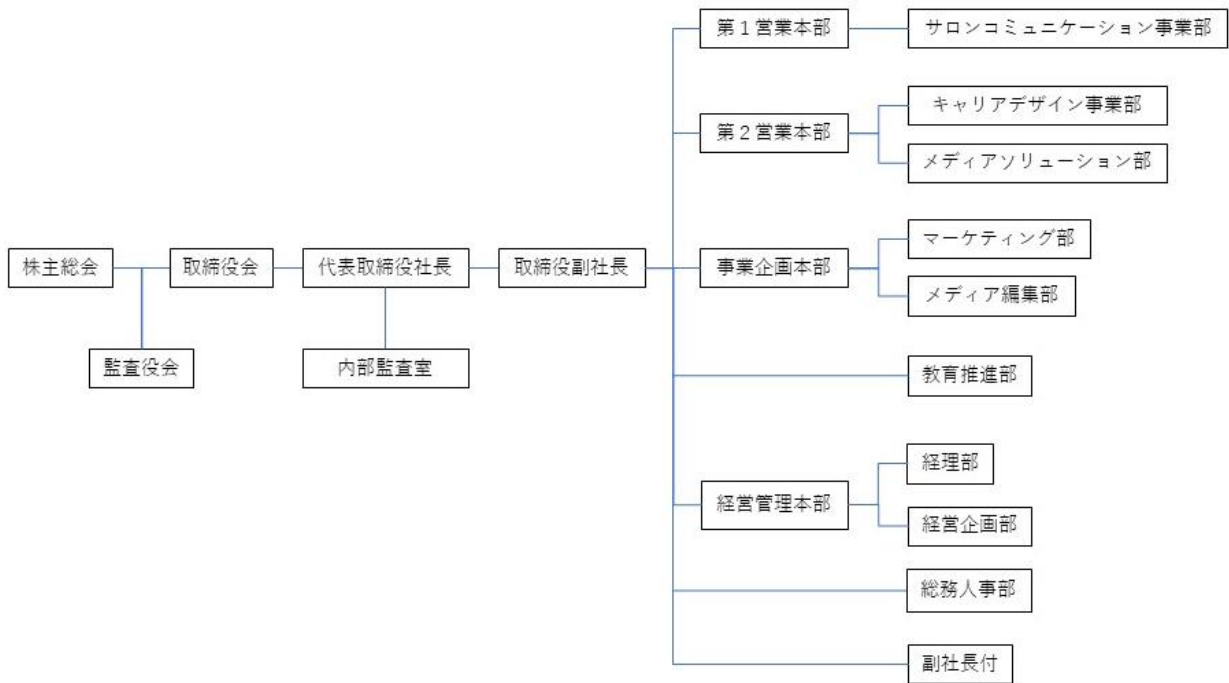 第１営業本部
サロンコミュニケーション事業部
第２営業本部
キャリアデザイン事業部
メディアソリューション部
株主総会
取締役会
代表取締役社長
取締役副社長
事業企画本部
マーケティング部
メディア編集部
監査役会
内部監査室
教育推進部
経営管理本部
経理部
経営企画部
総務人事部
副社長付